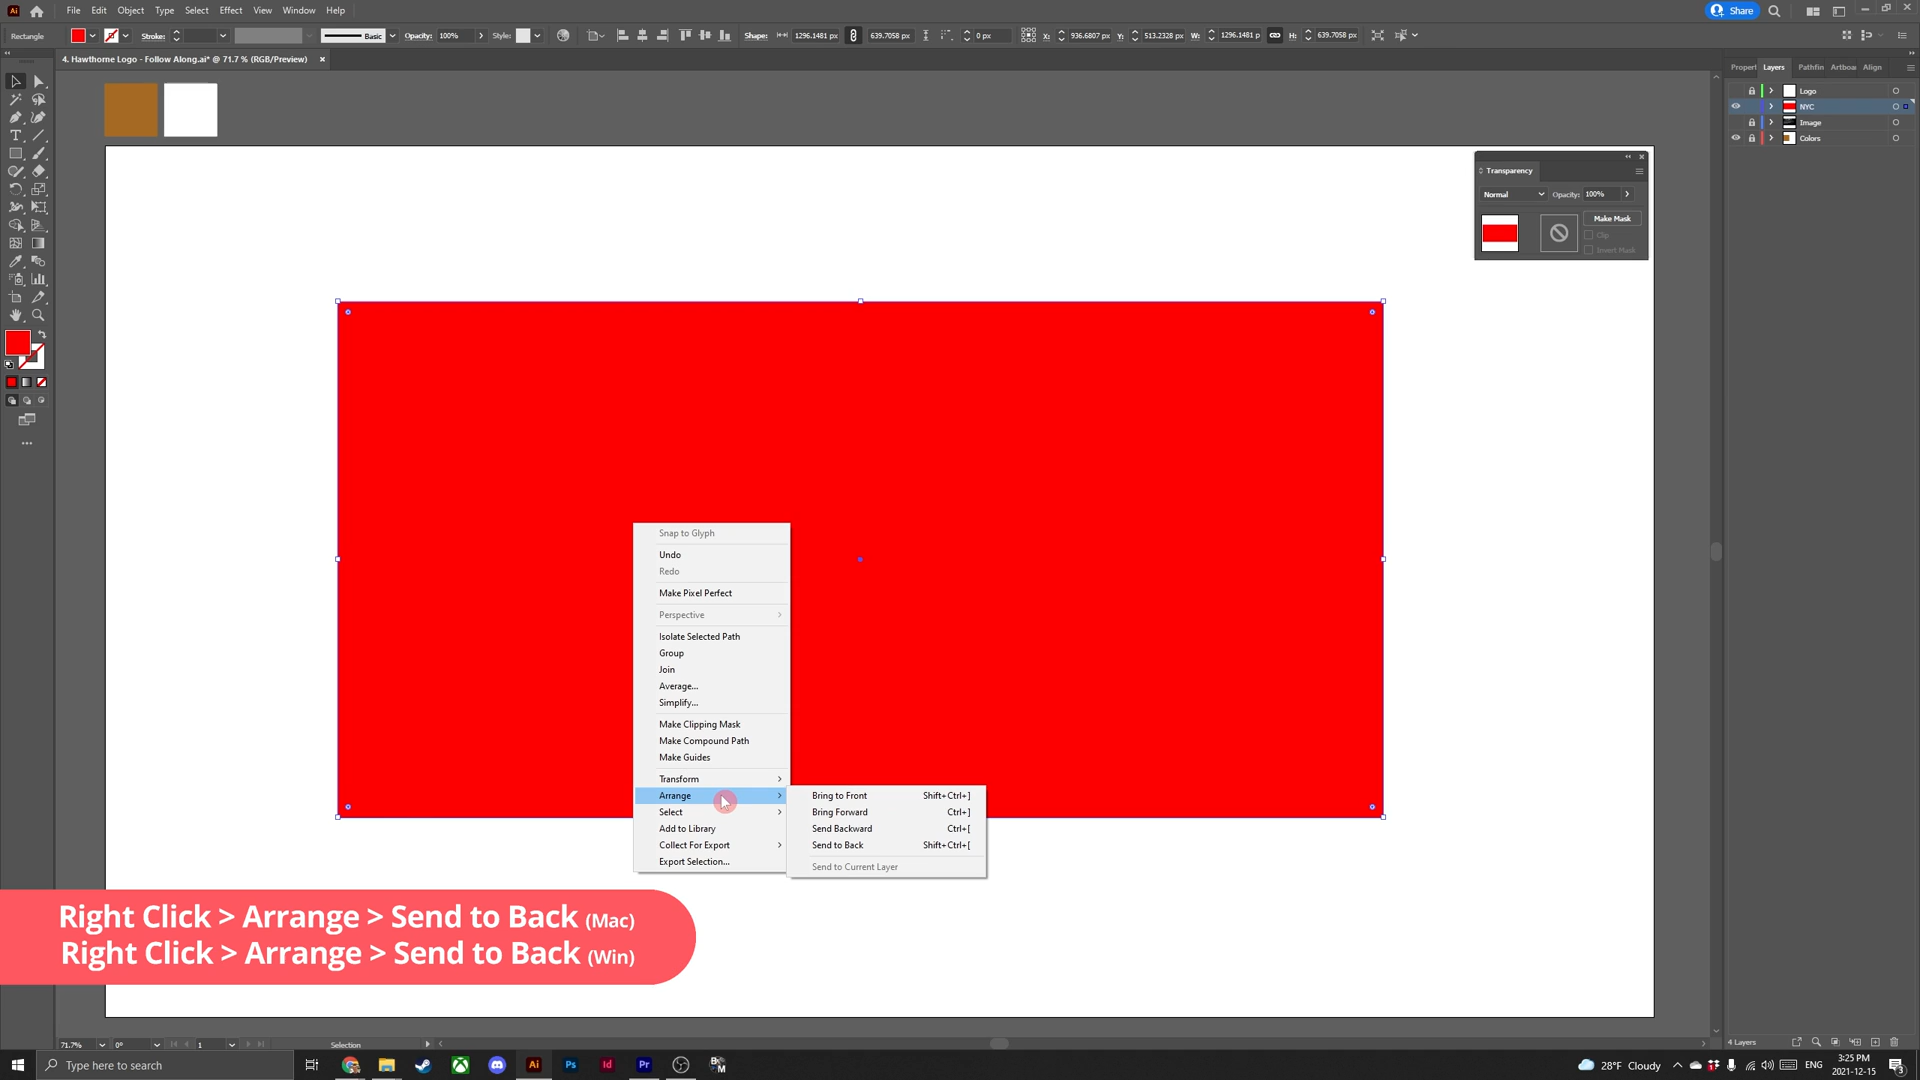 File Edit Object Type Select Effect View Window Help
Share
Rectangle Stroke: Basic Opacity: 100% Style: Shape: 1296.1481 px 639.7058 px 0 px X: 936.6807 px Y: 513.2328 px W: 1296.1481 p H: 639.7058 px
4. Hawthorne Logo - Follow Along.ai* @ 71.7 % (RGB/Preview)
Propert Layers Pathfin Artboar Align
Logo
NYC
Image
Colors
Transparency
Normal Opacity: 100%
Make Mask
Clip
Invert Mask
Snap to Glyph
Undo
Redo
Make Pixel Perfect
Perspective
Isolate Selected Path
Group
Join
Average...
Simplify...
Make Clipping Mask
Make Compound Path
Make Guides
Transform
Arrange
Select
Add to Library
Collect For Export
Export Selection...
Bring to Front Shift+Ctrl+]
Bring Forward Ctrl+]
Send Backward Ctrl+[
Send to Back Shift+Ctrl+[
Send to Current Layer
Right Click > Arrange > Send to Back (Mac)
Right Click > Arrange > Send to Back (Win)
71.7% 0° 1 Selection
4 Layers
Type here to search
Ai Ps Id Pr
28°F Cloudy
ENG
3:25 PM
2021-12-15
3